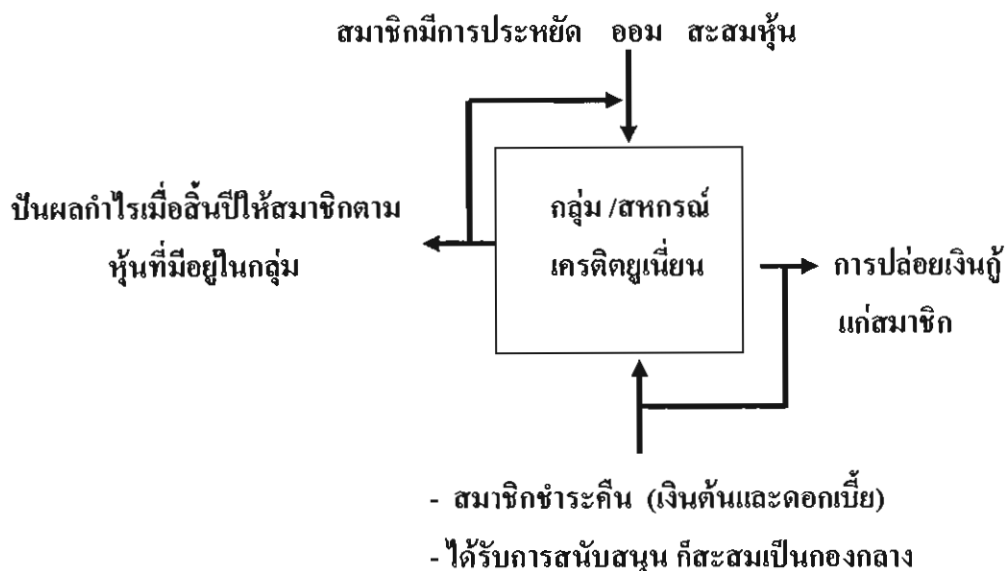 สมาชิกมีการประหยัด ออม สะสมหุ้น
ปันผลกำไรเมื่อสิ้นปีให้สมาชิกตาม
หุ้นที่มีอยู่ในกลุ่ม
กลุ่ม /สหกรณ์
เครดิตยูเนี่ยน
การปล่อยเงินกู้
แก่สมาชิก
- สมาชิกชำระคืน (เงินต้นและดอกเบี้ย)
- ได้รับการสนับสนุน ก็สะสมเป็นกองกลาง